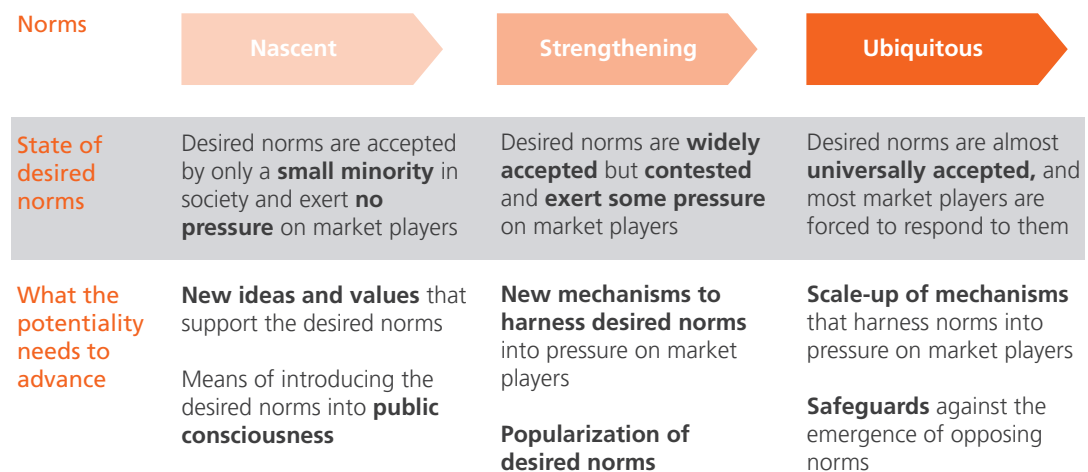 Norms
Nascent
Strengthening
Ubiquitous
State of
desired
norms
Desired norms are accepted
by only a small minority in
society and exert no
pressure on market players
Desired norms are widely
accepted but contested
and exert some pressure
on market players
Desired norms are almost
universally accepted, and
most market players are
forced to respond to them
What the
potentiality
needs to
advance
New ideas and values that
support the desired norms
Means of introducing the
desired norms into public
consciousness
New mechanisms to
harness desired norms
into pressure on market
players
Popularization of
desired norms
Scale-up of mechanisms
that harness norms into
pressure on market players
Safeguards against the
emergence of opposing
norms